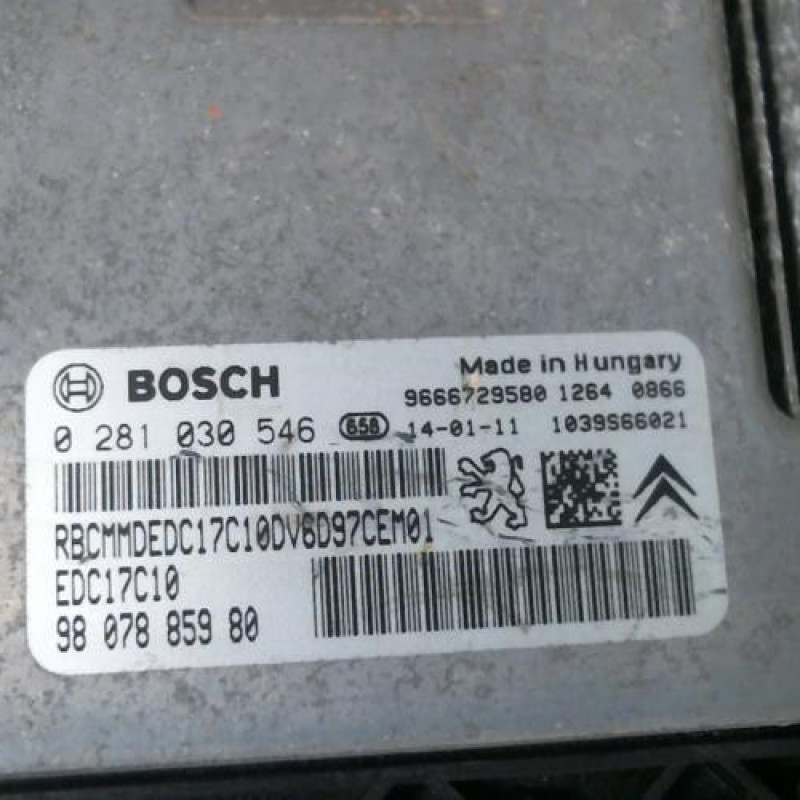 BOSCH
Made in Hungary
9666729580 1264 0866
0 281 030 546 658 14-01-11 1039S66021
RBCMMDEDC17C10DV6D97CEM01
EDC17C10
98 078 859 80